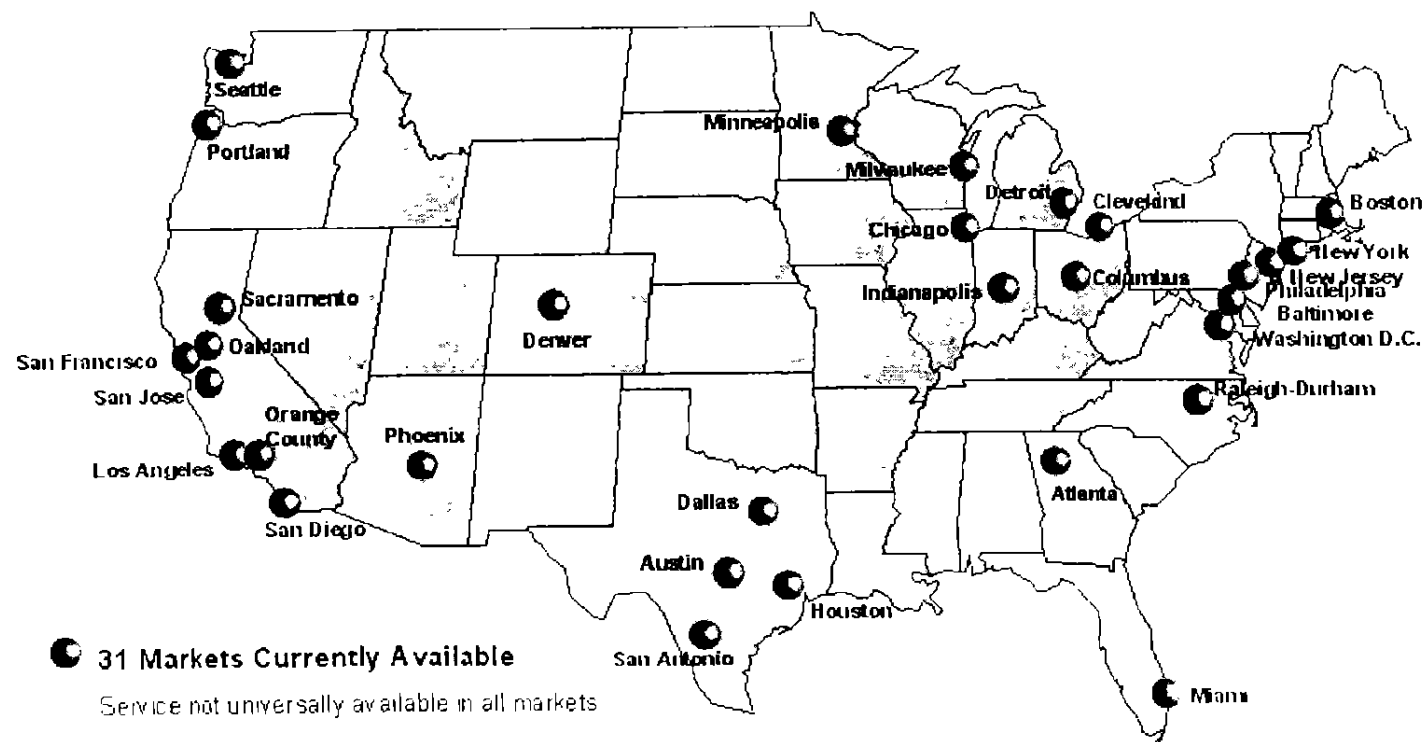 Seattle
Portland
Minneapolis
Milwaukee
Detroit
Cleveland
Boston
Chicago
New York
New Jersey
Indianapolis
Columbus
Philadelphia
Baltimore
Washington D.C.
Sacramento
Denver
Oakland
San Francisco
San Jose
Raleigh-Durham
Orange
County
Phoenix
Los Angeles
Atlanta
San Diego
Dallas
Austin
Houston
San Antonio
Miami
31 Markets Currently Available
Service not universally available in all markets